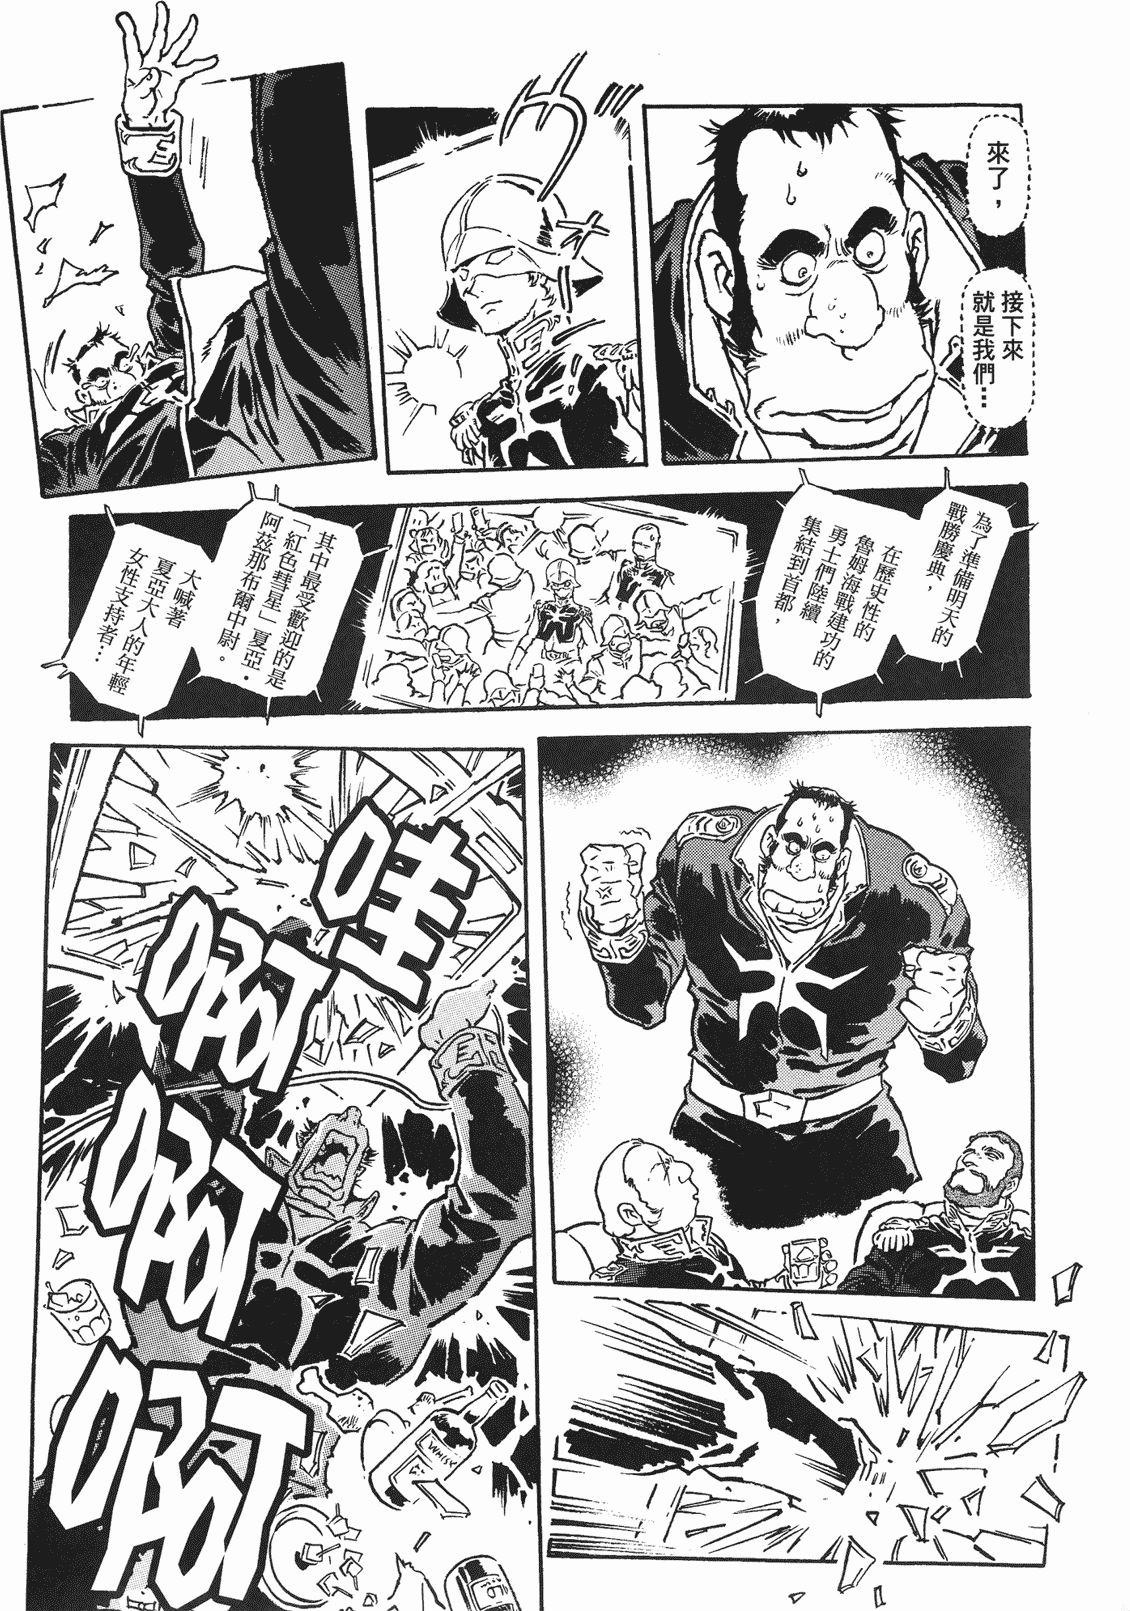 來了，
接下來
就是我們…
為了準備明天的
戰勝慶典，
在歷史性的
魯姆海戰建功的
勇士們陸續
集結到首都，
其中最受歡迎的是
「紅色彗星」夏亞．
阿茲那布爾中尉。
大喊著
夏亞大人的年輕
女性支持者…
哇
啊
啊
啊
WHISK